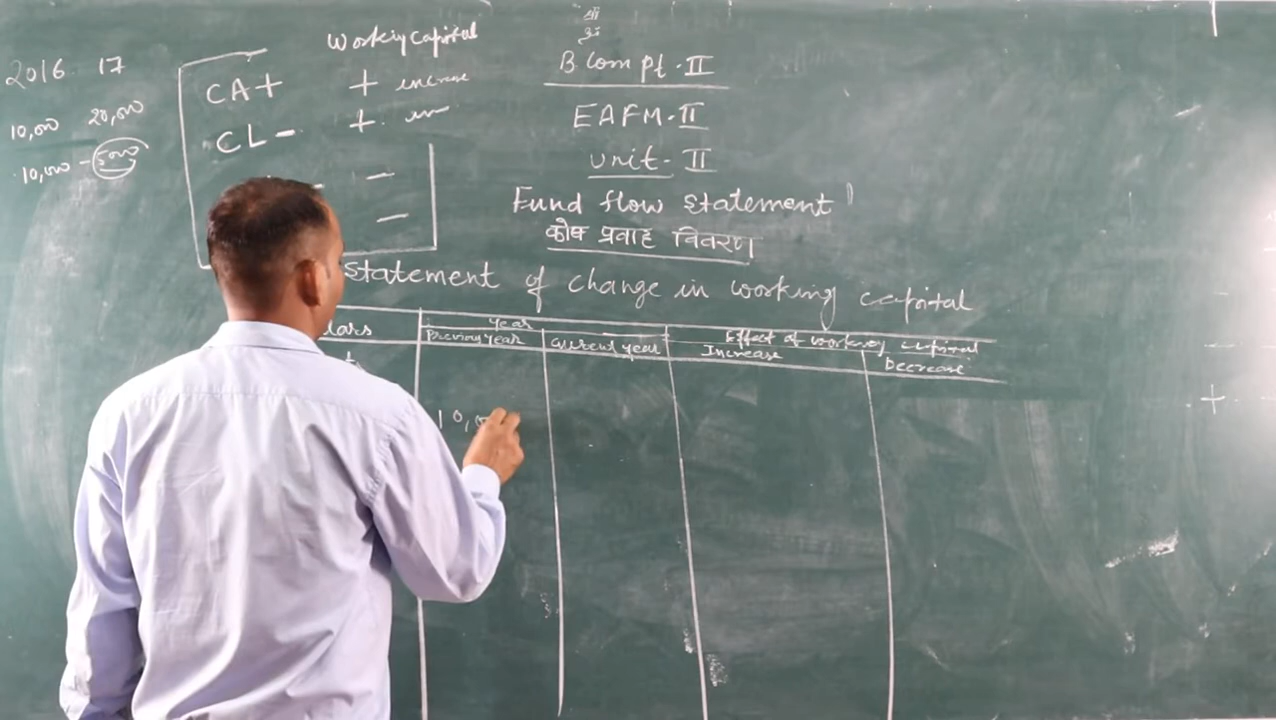 2016 17
10,000 20,000
10,000 - 5000
Working Capital
CA+ + increase
CL- +
-
-
श्री
B Com Pt. II
EAFM. II
Unit- II
Fund flow Statement
कोष प्रवाह विवरण
Statement of change in working capital
lars
Year
Previous Year
Current year
Effect of working capital
Increase
Decrease
10,0
+